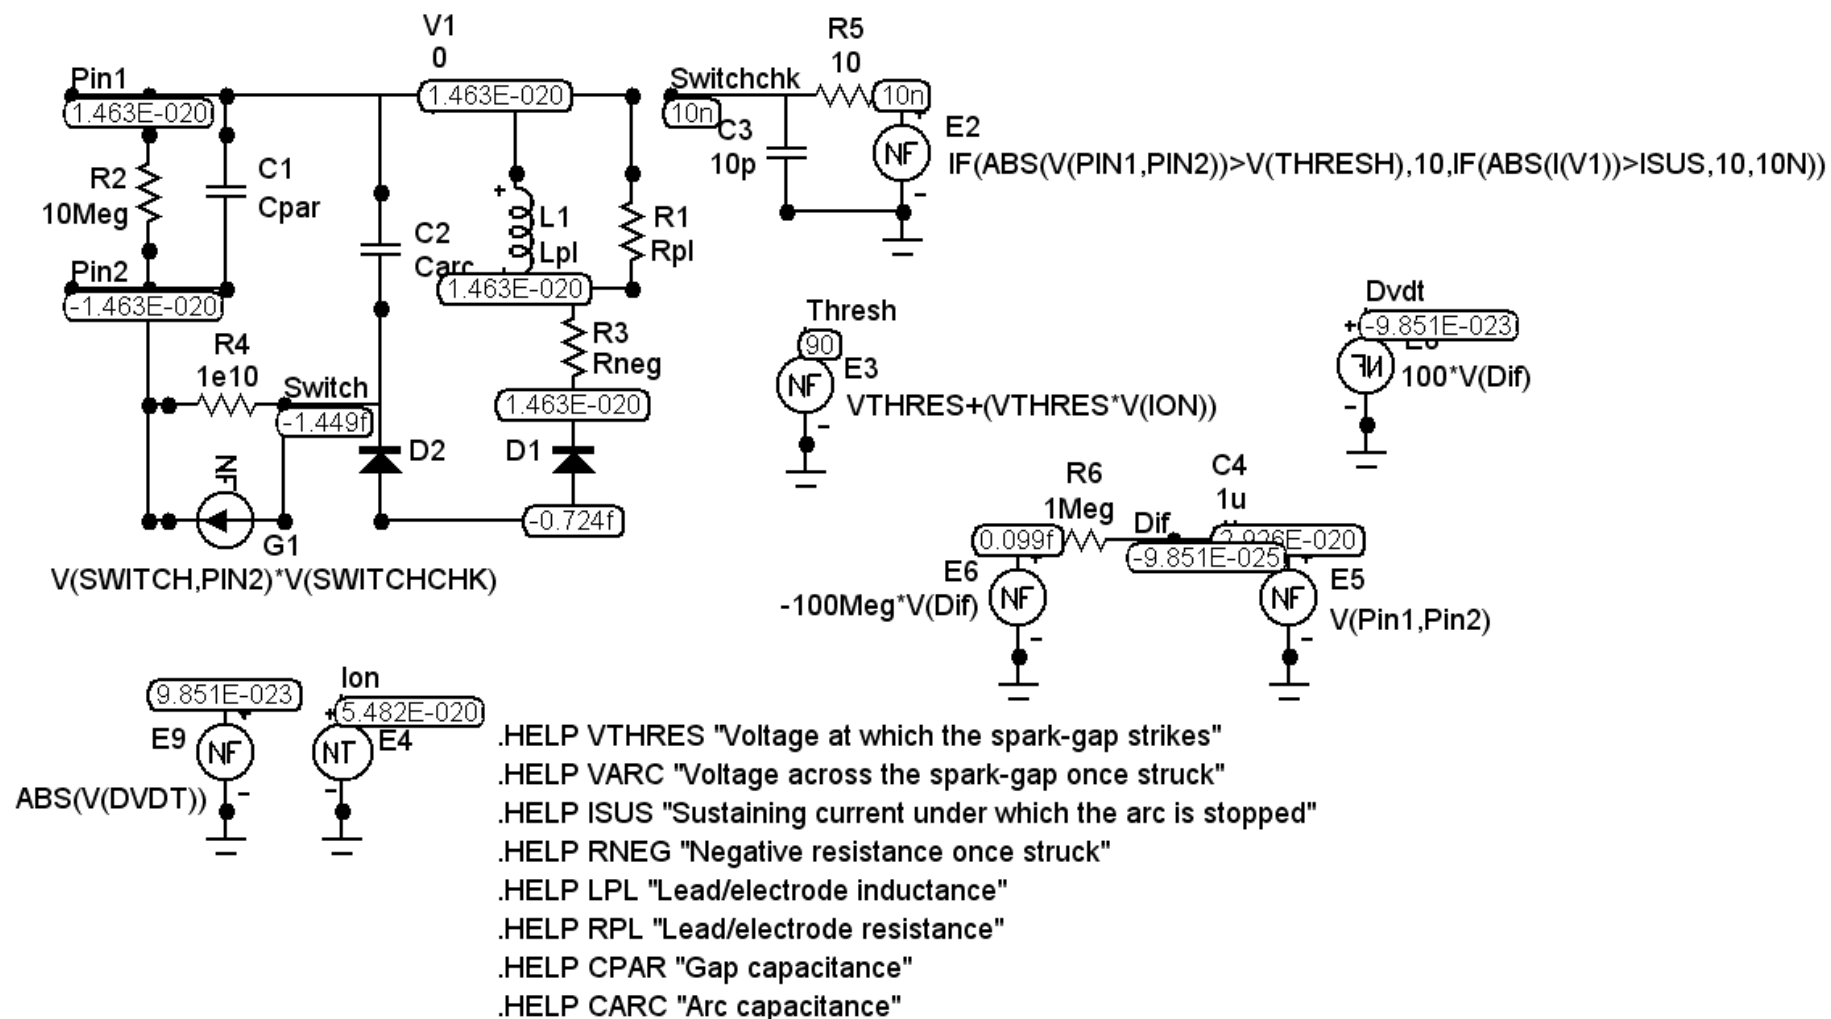 V1
0
R5
10
Pin1
1.463E-020
1.463E-020
Switchchk
10n
10n
C3
10p
E2
NF
IF(ABS(V(PIN1,PIN2))>V(THRESH),10,IF(ABS(I(V1))>ISUS,10,10N))
R2
10Meg
C1
Cpar
C2
Carc
L1
Lpl
R1
Rpl
Pin2
-1.463E-020
1.463E-020
Thresh
90
E3
NF
VTHRES+(VTHRES*V(ION))
Dvdt
-9.851E-023
NF
100*V(Dif)
R4
1e10
Switch
-1.449f
R3
Rneg
1.463E-020
D2
D1
-0.724f
NF
G1
V(SWITCH,PIN2)*V(SWITCHCHK)
R6
1Meg
C4
1u
Dif
0.099f
-9.851E-025
E6
NF
-100Meg*V(Dif)
E5
NF
V(Pin1,Pin2)
9.851E-023
E9
NF
ABS(V(DVDT))
Ion
5.482E-020
NT
E4
.HELP VTHRES "Voltage at which the spark-gap strikes"
.HELP VARC "Voltage across the spark-gap once struck"
.HELP ISUS "Sustaining current under which the arc is stopped"
.HELP RNEG "Negative resistance once struck"
.HELP LPL "Lead/electrode inductance"
.HELP RPL "Lead/electrode resistance"
.HELP CPAR "Gap capacitance"
.HELP CARC "Arc capacitance"